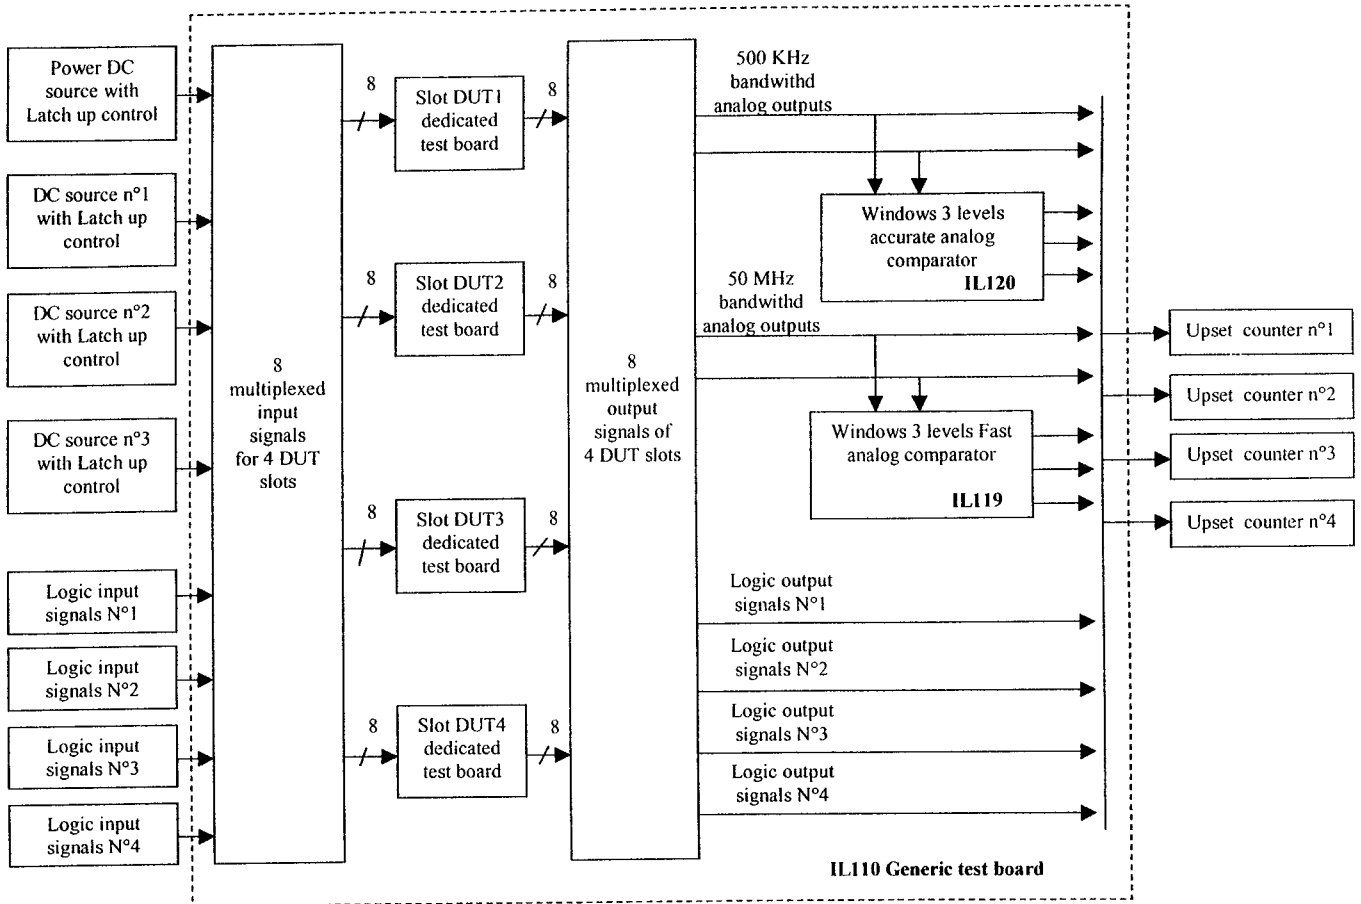 Power DC
source with
Latch up control
DC source n°1
with Latch up
control
DC source n°2
with Latch up
control
DC source n°3
with Latch up
control
Logic input
signals N°1
Logic input
signals N°2
Logic input
signals N°3
Logic input
signals N°4
8
multiplexed
input
signals
for 4 DUT
slots
8
Slot DUT1
dedicated
test board
8
8
Slot DUT2
dedicated
test board
8
8
Slot DUT3
dedicated
test board
8
8
Slot DUT4
dedicated
test board
8
8
multiplexed
output
signals of
4 DUT slots
500 KHz
bandwithd
analog outputs
Windows 3 levels
accurate analog
comparator
IL120
50 MHz
bandwithd
analog outputs
Windows 3 levels Fast
analog comparator
IL119
Logic output
signals N°1
Logic output
signals N°2
Logic output
signals N°3
Logic output
signals N°4
Upset counter n°1
Upset counter n°2
Upset counter n°3
Upset counter n°4
IL110 Generic test board